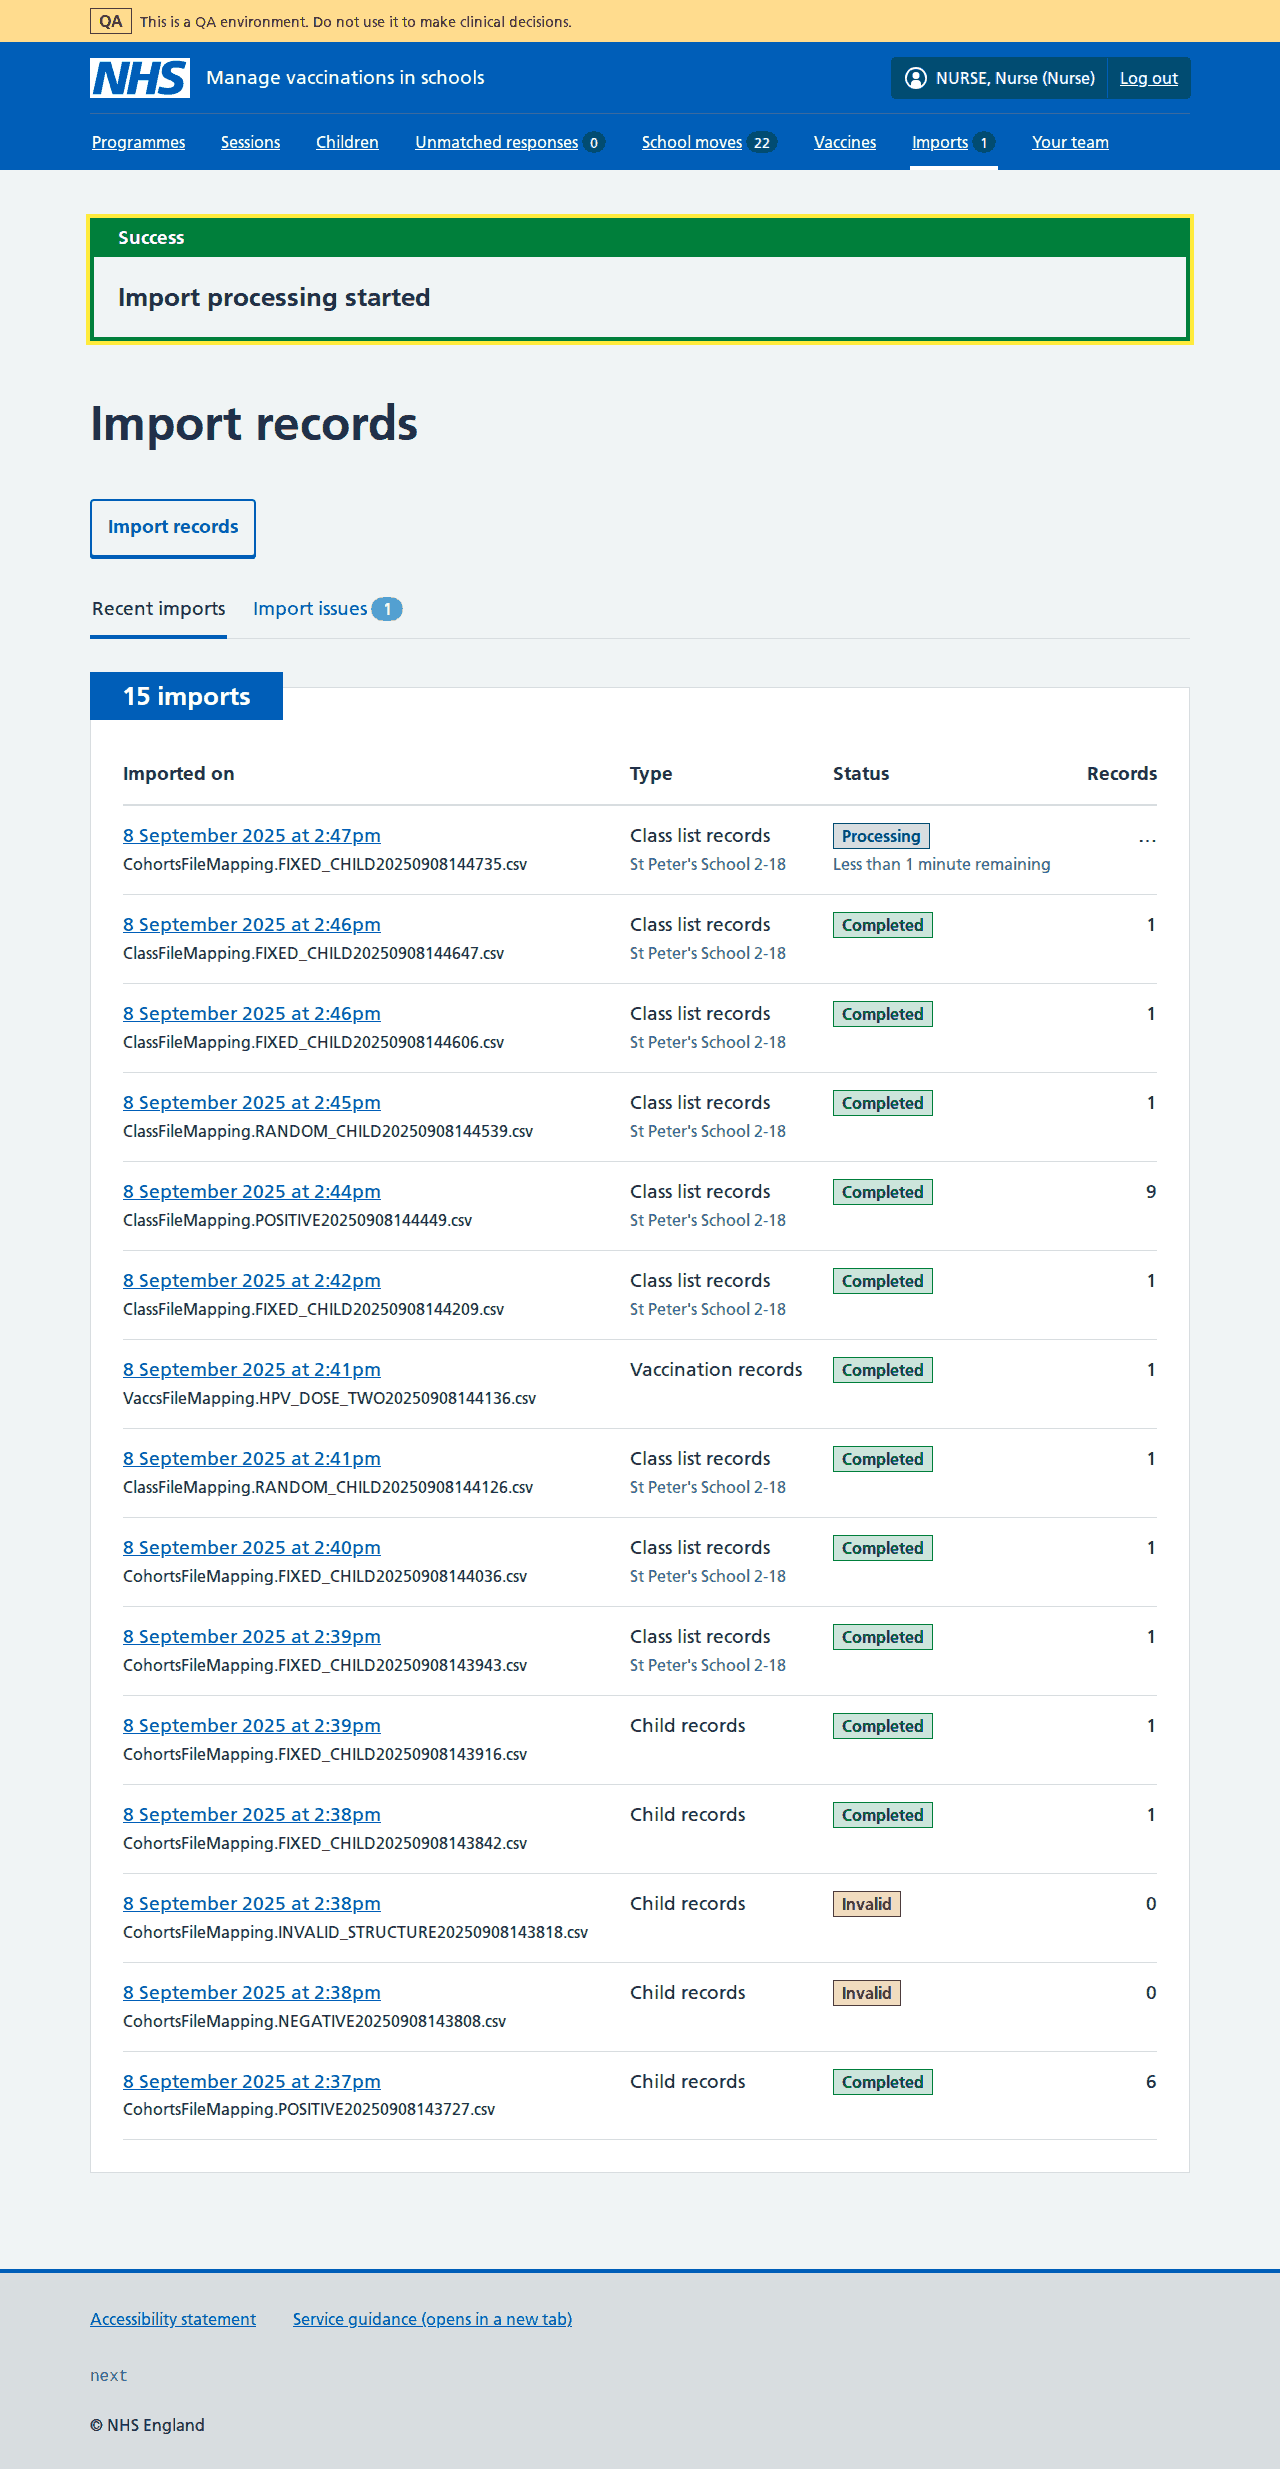 QA This is a QA environment. Do not use it to make clinical decisions.
NHS Manage vaccinations in schools NURSE, Nurse (Nurse) Log out
Programmes Sessions Children Unmatched responses 0 School moves 22 Vaccines Imports 1 Your team
Success
Import processing started
Import records
Import records
Recent imports Import issues 1
15 imports
Imported on Type Status Records
8 September 2025 at 2:47pm Class list records Processing ...
CohortsFileMapping.FIXED_CHILD20250908144735.csv St Peter's School 2-18 Less than 1 minute remaining
8 September 2025 at 2:46pm Class list records Completed 1
ClassFileMapping.FIXED_CHILD20250908144647.csv St Peter's School 2-18
8 September 2025 at 2:46pm Class list records Completed 1
ClassFileMapping.FIXED_CHILD20250908144606.csv St Peter's School 2-18
8 September 2025 at 2:45pm Class list records Completed 1
ClassFileMapping.RANDOM_CHILD20250908144539.csv St Peter's School 2-18
8 September 2025 at 2:44pm Class list records Completed 9
ClassFileMapping.POSITIVE20250908144449.csv St Peter's School 2-18
8 September 2025 at 2:42pm Class list records Completed 1
ClassFileMapping.FIXED_CHILD20250908144209.csv St Peter's School 2-18
8 September 2025 at 2:41pm Vaccination records Completed 1
VaccsFileMapping.HPV_DOSE_TWO20250908144136.csv
8 September 2025 at 2:41pm Class list records Completed 1
ClassFileMapping.RANDOM_CHILD20250908144126.csv St Peter's School 2-18
8 September 2025 at 2:40pm Class list records Completed 1
CohortsFileMapping.FIXED_CHILD20250908144036.csv St Peter's School 2-18
8 September 2025 at 2:39pm Class list records Completed 1
CohortsFileMapping.FIXED_CHILD20250908143943.csv St Peter's School 2-18
8 September 2025 at 2:39pm Child records Completed 1
CohortsFileMapping.FIXED_CHILD20250908143916.csv
8 September 2025 at 2:38pm Child records Completed 1
CohortsFileMapping.FIXED_CHILD20250908143842.csv
8 September 2025 at 2:38pm Child records Invalid 0
CohortsFileMapping.INVALID_STRUCTURE20250908143818.csv
8 September 2025 at 2:38pm Child records Invalid 0
CohortsFileMapping.NEGATIVE20250908143808.csv
8 September 2025 at 2:37pm Child records Completed 6
CohortsFileMapping.POSITIVE20250908143727.csv
Accessibility statement Service guidance (opens in a new tab)
next
© NHS England